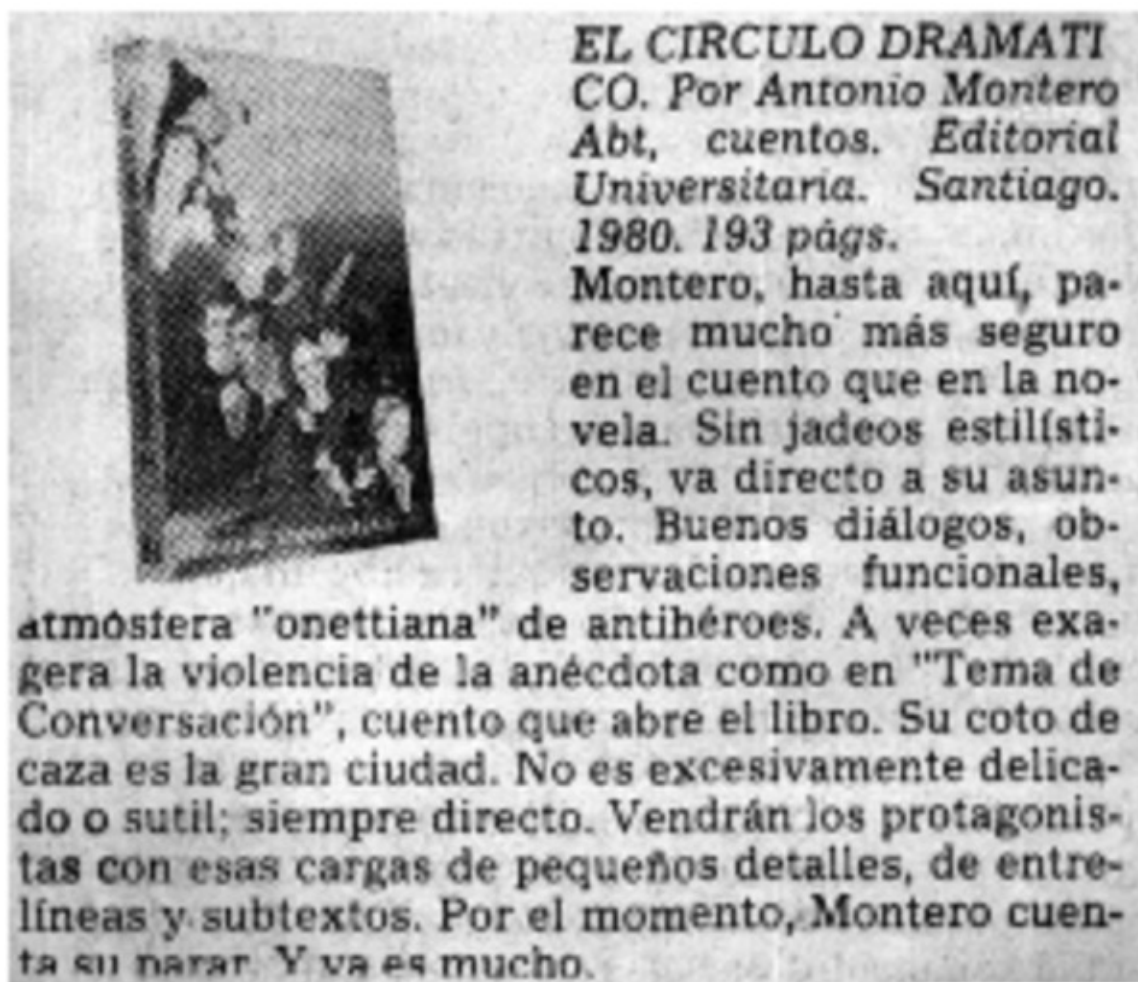 EL CIRCULO DRAMATI
CO. Por Antonio Montero
Abt, cuentos. Editorial
Universitaria. Santiago.
1980. 193 págs.
Montero, hasta aquí, pa-
rece mucho más seguro
en el cuento que en la no-
vela. Sin jadeos estilísti-
cos, va directo a su asun-
to. Buenos diálogos, ob-
servaciones funcionales,
atmósfera "onettiana" de antihéroes. A veces exa-
gera la violencia de la anécdota como en "Tema de
Conversación", cuento que abre el libro. Su coto de
caza es la gran ciudad. No es excesivamente delica-
do o sutil; siempre directo. Vendrán los protagonis-
tas con esas cargas de pequeños detalles, de entre-
líneas y subtextos. Por el momento, Montero cuen-
ta su parar. Y ya es mucho.